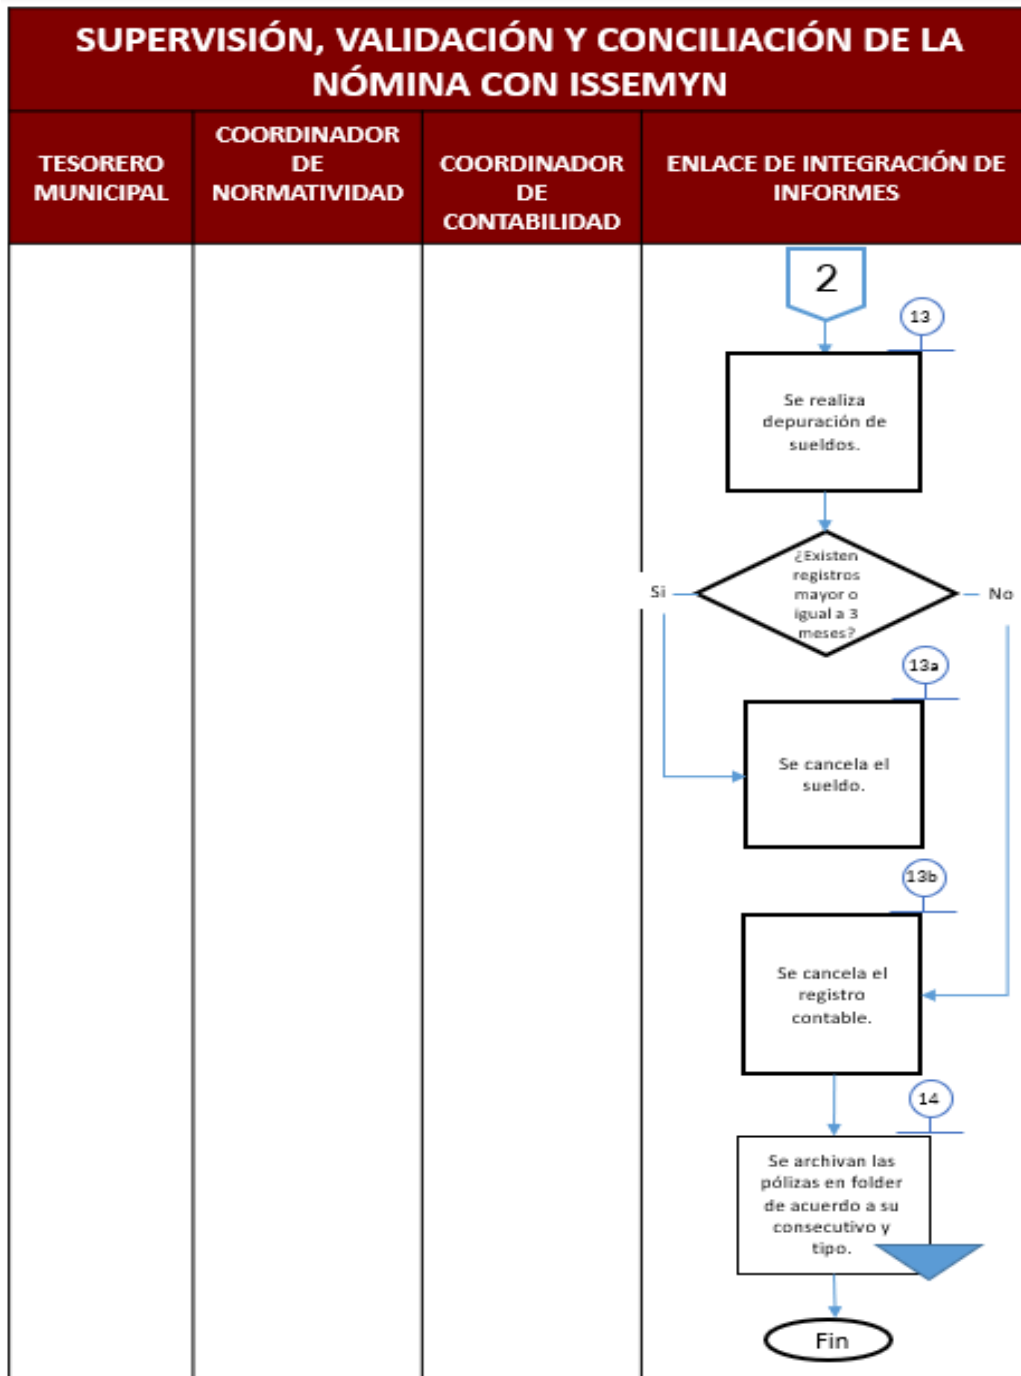 SUPERVISIÓN, VALIDACIÓN Y CONCILIACIÓN DE LA
NÓMINA CON ISSEMYN
TESORERO
MUNICIPAL
COORDINADOR
DE
NORMATIVIDAD
COORDINADOR
DE
CONTABILIDAD
ENLACE DE INTEGRACIÓN DE
INFORMES
2
13
Se realiza
depuración de
sueldos.
¿Existen
registros
mayor o
igual a 3
meses?
Si
No
13a
Se cancela el
sueldo.
13b
Se cancela el
registro
contable.
14
Se archivan las
pólizas en folder
de acuerdo a su
consecutivo y
tipo.
Fin